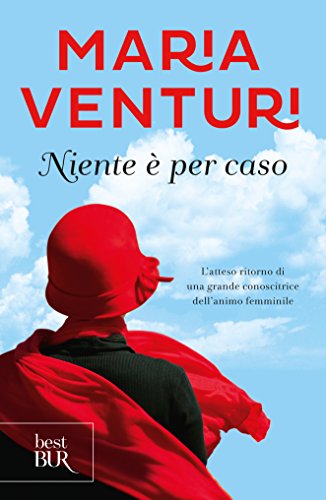 MARIA
VENTURI
Niente è per caso
L'atteso ritorno di
una grande conoscitrice
dell'animo femminile
best
BUR